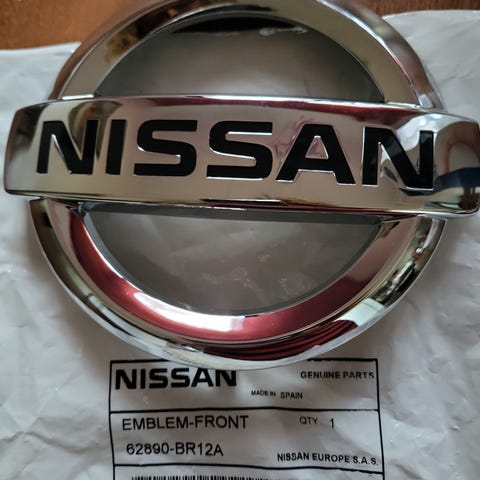 NISSAN
NISSAN GENUINE PARTS
MADE IN SPAIN
EMBLEM-FRONT QTY 1
62890-BR12A NISSAN EUROPE S.A.S.